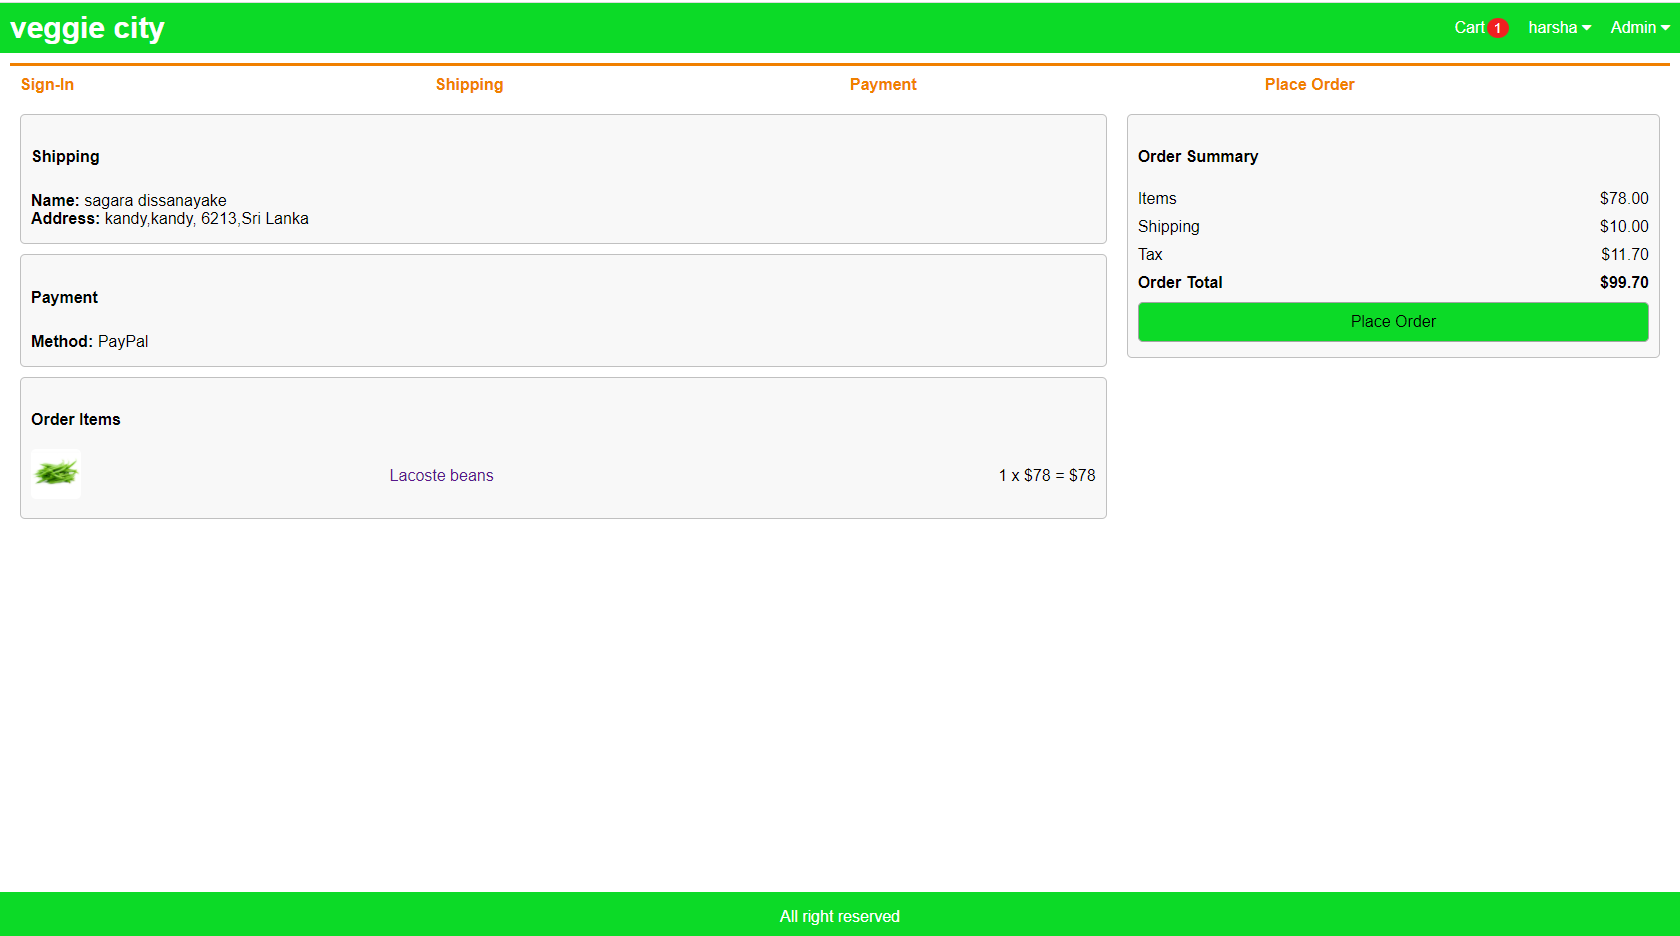 veggie city
Cart 1 harsha Admin
Sign-In Shipping Payment Place Order
Shipping
Name: sagara dissanayake
Address: kandy,kandy, 6213,Sri Lanka
Payment
Method: PayPal
Order Items
Lacoste beans 1 x $78 = $78
Order Summary
Items $78.00
Shipping $10.00
Tax $11.70
Order Total $99.70
Place Order
All right reserved